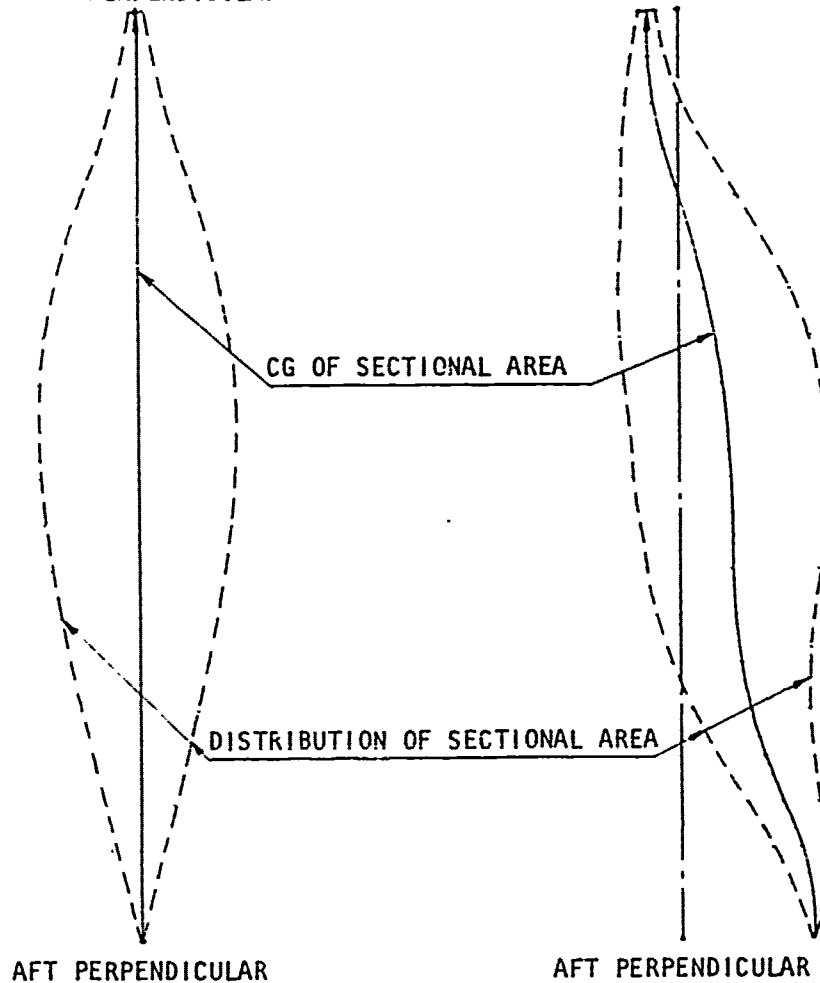 CG OF SECTIONAL AREA
DISTRIBUTION OF SECTIONAL AREA
AFT PERPENDICULAR
AFT PERPENDICULAR